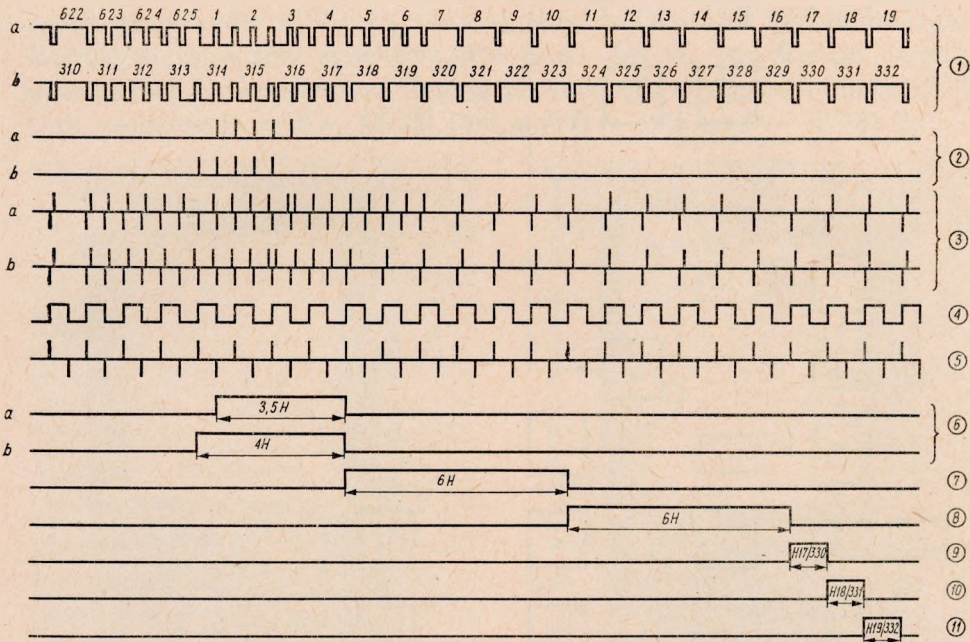 622 623 624 625 1 2 3 4 5 6 7 8 9 10 11 12 13 14 15 16 17 18 19
a
①
310 311 312 313 314 315 316 317 318 319 320 321 322 323 324 325 326 327 328 329 330 331 332
b
a
②
b
a
③
b
④
⑤
a 3,5H
⑥
b 4H
6H ⑦
6H ⑧
H17/330 ⑨
H18/331 ⑩
H19/332 ⑪